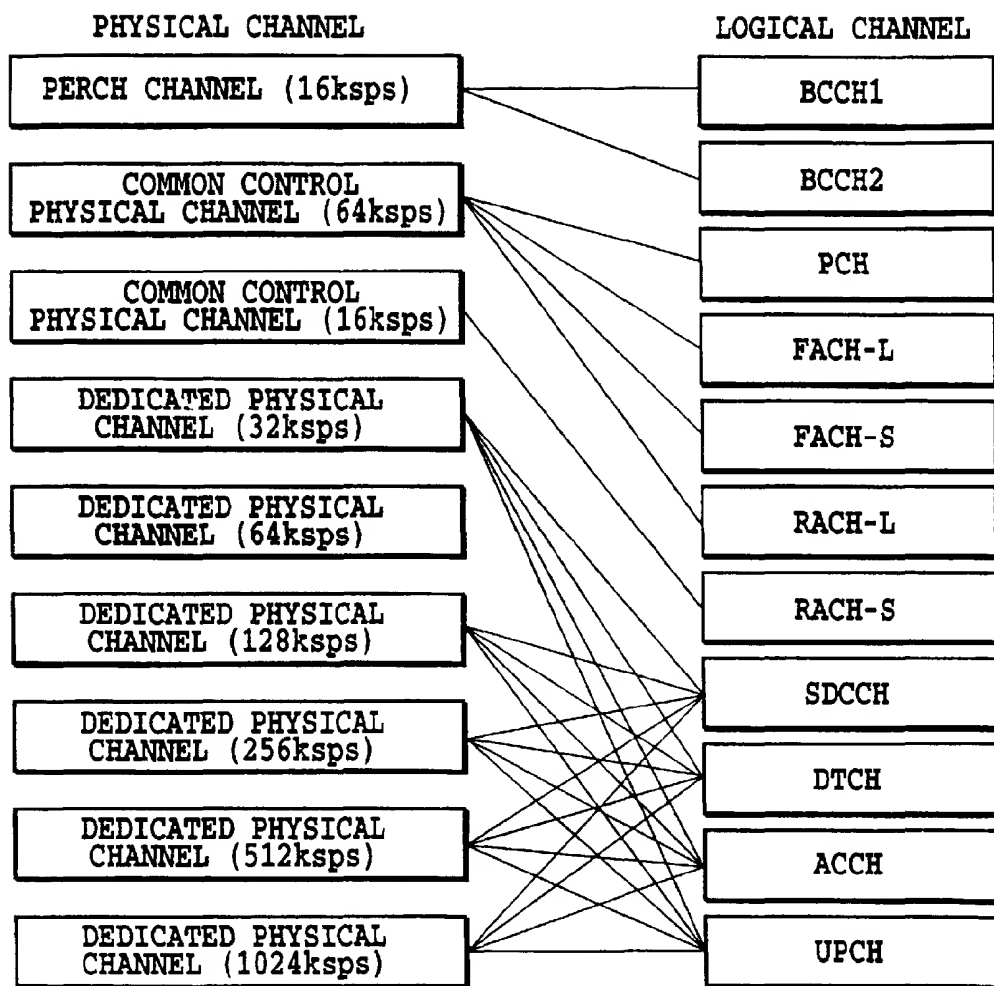 PHYSICAL CHANNEL
PERCH CHANNEL (16ksps)
COMMON CONTROL
PHYSICAL CHANNEL (64ksps)
COMMON CONTROL
PHYSICAL CHANNEL (16ksps)
DEDICATED PHYSICAL
CHANNEL (32ksps)
DEDICATED PHYSICAL
CHANNEL (64ksps)
DEDICATED PHYSICAL
CHANNEL (128ksps)
DEDICATED PHYSICAL
CHANNEL (256ksps)
DEDICATED PHYSICAL
CHANNEL (512ksps)
DEDICATED PHYSICAL
CHANNEL (1024ksps)
LOGICAL CHANNEL
BCCH1
BCCH2
PCH
FACH-L
FACH-S
RACH-L
RACH-S
SDCCH
DTCH
ACCH
UPCH